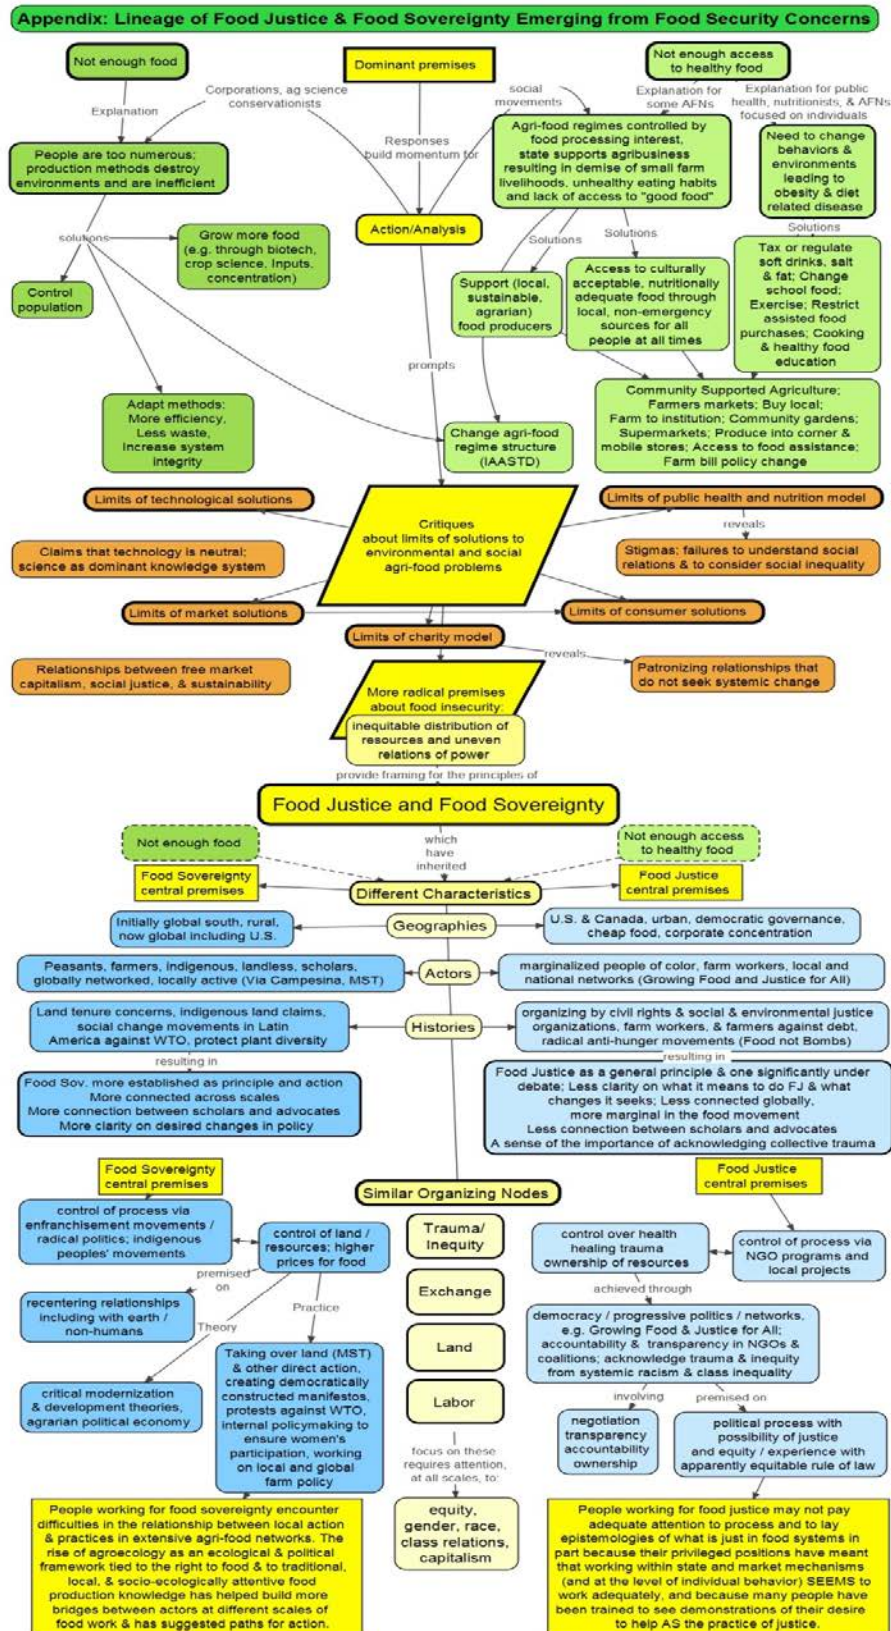 Appendix: Lineage of Food Justice & Food Sovereignty Emerging from Food Security Concerns
Not enough food
Dominant premises
Not enough access
to healthy food
Corporations, ag science
conservationists
social
movements
Explanation
Explanation for
some AFNs
Explanation for public
health, nutritionists, & AFNs
focused on individuals
Responses
build momentum for
People are too numerous;
production methods destroy
environments and are inefficient
Agri-food regimes controlled by
food processing interest,
state supports agribusiness
resulting in demise of small farm
livelihoods, unhealthy eating habits
and lack of access to "good food"
Need to change
behaviors &
environments
leading to
obesity & diet
related disease
Action/Analysis
solutions
Grow more food
(e.g. through biotech,
crop science, Inputs,
concentration)
Control
population
Solutions
Solutions
Solutions
Support (local,
sustainable,
agrarian)
food producers
Access to culturally
acceptable, nutritionally
adequate food through
local, non-emergency
sources for all
people at all times
Tax or regulate
soft drinks, salt
& fat; Change
school food;
Exercise; Restrict
assisted food
purchases; Cooking
& healthy food
education
prompts
Adapt methods;
More efficiency,
Less waste,
Increase system
integrity
Change agri-food
regime structure
(IAASTD)
Community Supported Agriculture;
Farmers markets; Buy local;
Farm to institution; Community gardens;
Supermarkets; Produce into corner &
mobile stores; Access to food assistance;
Farm bill policy change
Limits of technological solutions
Critiques
about limits of solutions to
environmental and social
agri-food problems
Limits of public health and nutrition model
reveals
Claims that technology is neutral;
science as dominant knowledge system
Stigmas; failures to understand social
relations & to consider social inequality
Limits of market solutions
Limits of consumer solutions
Limits of charity model
reveals
Relationships between free market
capitalism, social justice, & sustainability
Patronizing relationships that
do not seek systemic change
More radical premises
about food insecurity:
inequitable distribution of
resources and uneven
relations of power
provide framing for the principles of
Food Justice and Food Sovereignty
Not enough food
which
have
inherited
Not enough access
to healthy food
Food Sovereignty
central premises
Different Characteristics
Food Justice
central premises
Initially global south, rural,
now global including U.S.
Geographies
U.S. & Canada, urban, democratic governance,
cheap food, corporate concentration
Peasants, farmers, indigenous, landless, scholars,
globally networked, locally active (Via Campesina, MST)
Actors
marginalized people of color, farm workers, local and
national networks (Growing Food and Justice for All)
Land tenure concerns, indigenous land claims,
social change movements in Latin
America against WTO, protect plant diversity
Histories
organizing by civil rights & social & environmental justice
organizations, farm workers, & farmers against debt,
radical anti-hunger movements (Food not Bombs)
resulting in
resulting in
Food Sov. more established as principle and action
More connected across scales
More connection between scholars and advocates
More clarity on desired changes in policy
Food Justice as a general principle & one significantly under
debate; Less clarity on what it means to do FJ & what
changes it seeks; Less connected globally,
more marginal in the food movement
Less connection between scholars and advocates
A sense of the importance of acknowledging collective trauma
Food Sovereignty
central premises
Similar Organizing Nodes
Food Justice
central premises
control of process via
enfranchisement movements /
radical politics; indigenous
peoples' movements
control of land /
resources; higher
prices for food
Trauma/
Inequity
control over health
healing trauma
ownership of resources
control of process via
NGO programs and
local projects
premised
on
Practice
Exchange
achieved through
recentering relationships
including with earth /
non-humans
Theory
Land
democracy / progressive politics / networks,
e.g. Growing Food & Justice for All;
accountability & transparency in NGOs &
coalitions; acknowledge trauma & inequity
from systemic racism & class inequality
critical modernization
& development theories,
agrarian political economy
Taking over land (MST)
& other direct action,
creating democratically
constructed manifestos,
protests against WTO,
internal policymaking to
ensure women's
participation, working
on local and global
farm policy
Labor
involving
premised on
negotiation
transparency
accountability
ownership
political process with
possibility of justice
and equity / experience with
apparently equitable rule of law
focus on these
requires attention,
at all scales, to:
equity,
gender, race,
class relations,
capitalism
People working for food sovereignty encounter
difficulties in the relationship between local action
& practices in extensive agri-food networks. The
rise of agroecology as an ecological & political
framework tied to the right to food & to traditional,
local, & socio-ecologically attentive food
production knowledge has helped build more
bridges between actors at different scales of
food work & has suggested paths for action.
People working for food justice may not pay
adequate attention to process and to lay
epistemologies of what is just in food systems in
part because their privileged positions have meant
that working within state and market mechanisms
(and at the level of individual behavior) SEEMS to
work adequately, and because many people have
been trained to see demonstrations of their desire
to help AS the practice of justice.